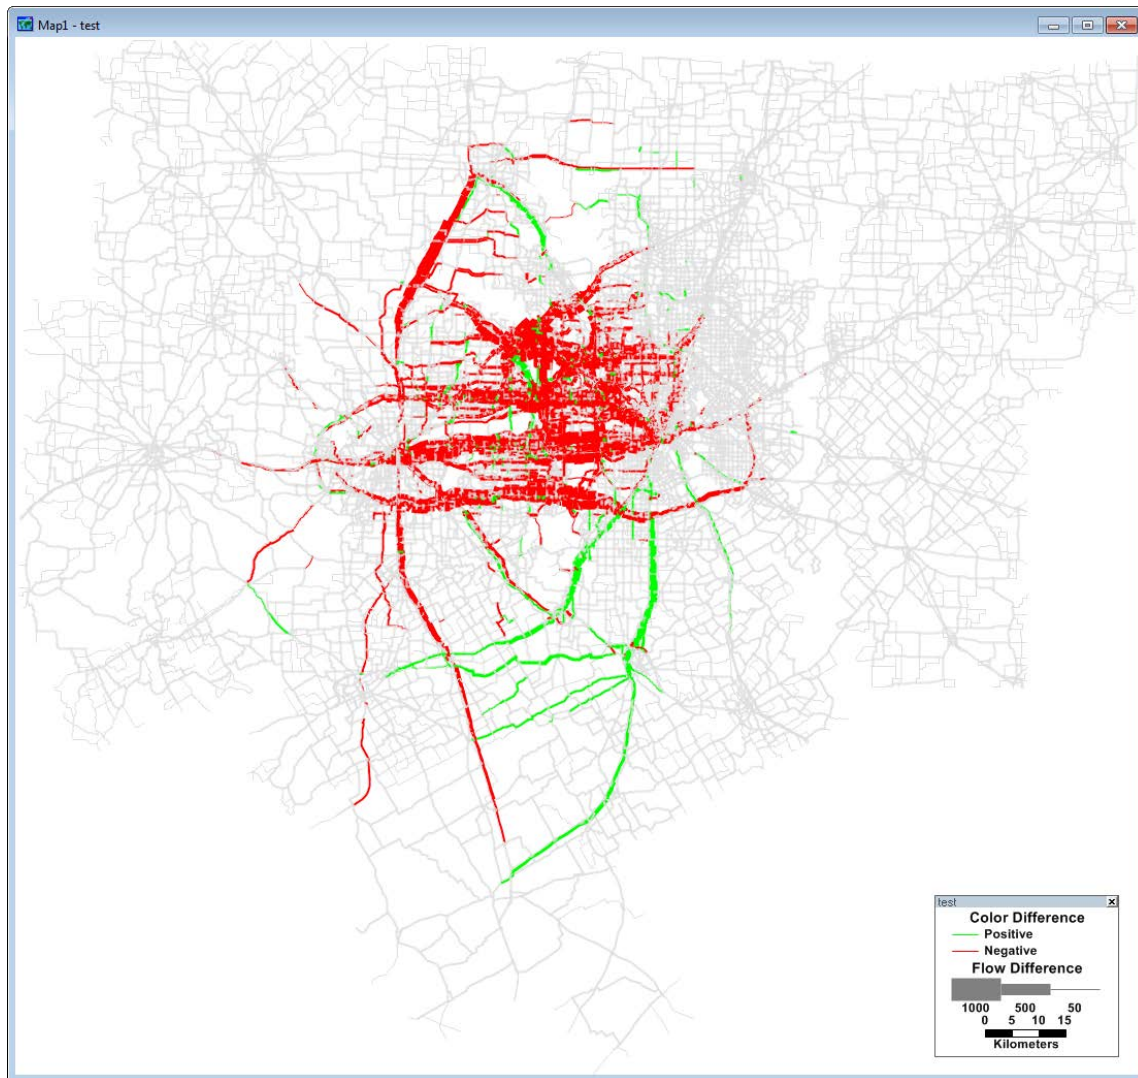 Map1 - test
test
Color Difference
Positive
Negative
Flow Difference
1000 500 50
0 5 10 15
Kilometers